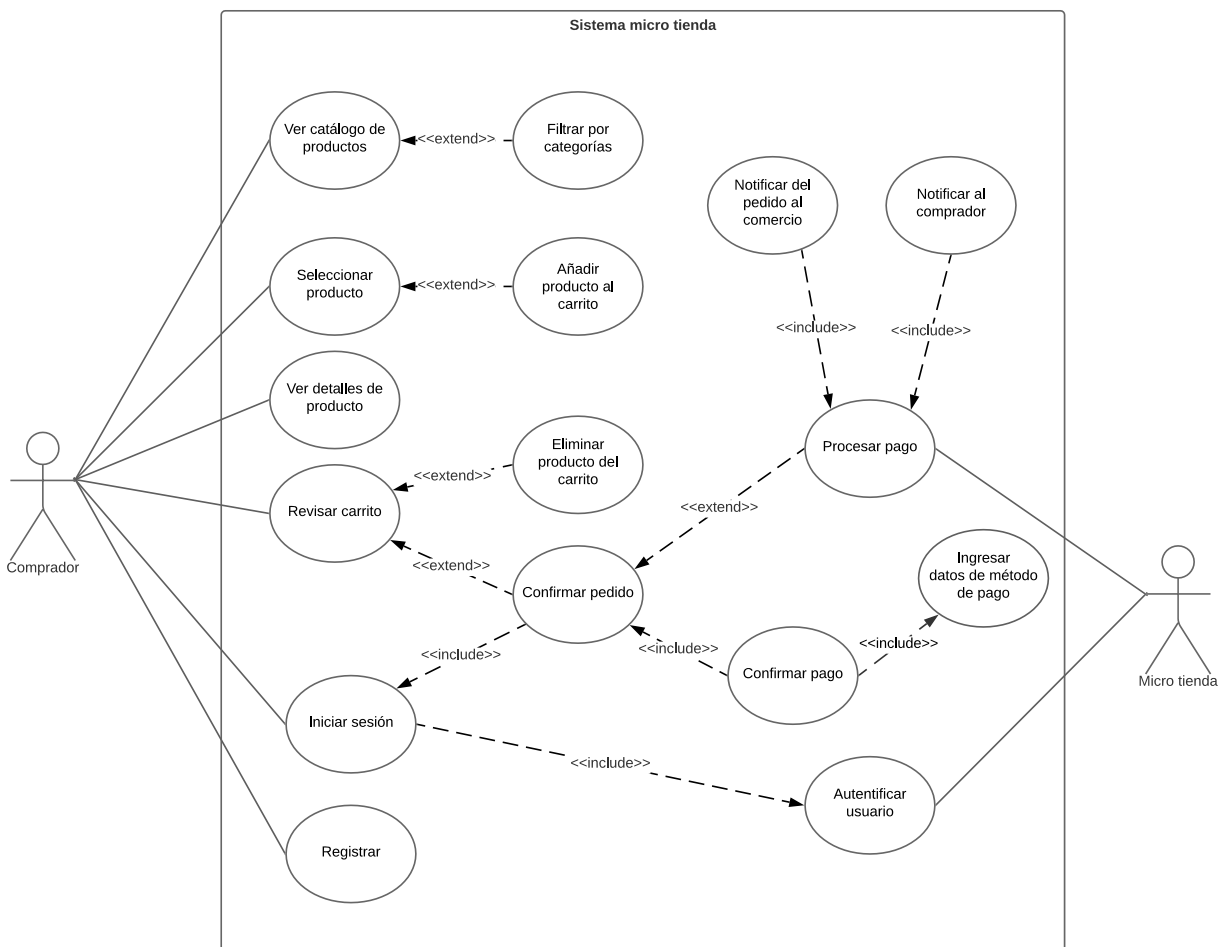 Sistema micro tienda
Ver catálogo de
productos
<<extend>>
Filtrar por
categorías
Notificar del
pedido al
comercio
Notificar al
comprador
Seleccionar
producto
<<extend>>
Añadir
producto al
carrito
<<include>>
<<include>>
Ver detalles de
producto
Eliminar
producto del
carrito
Procesar pago
<<extend>>
Revisar carrito
<<extend>>
Comprador
<<extend>>
Confirmar pedido
Ingresar
datos de método
de pago
<<include>>
<<include>>
<<include>>
Confirmar pago
Micro tienda
Iniciar sesión
<<include>>
Autentificar
usuario
Registrar